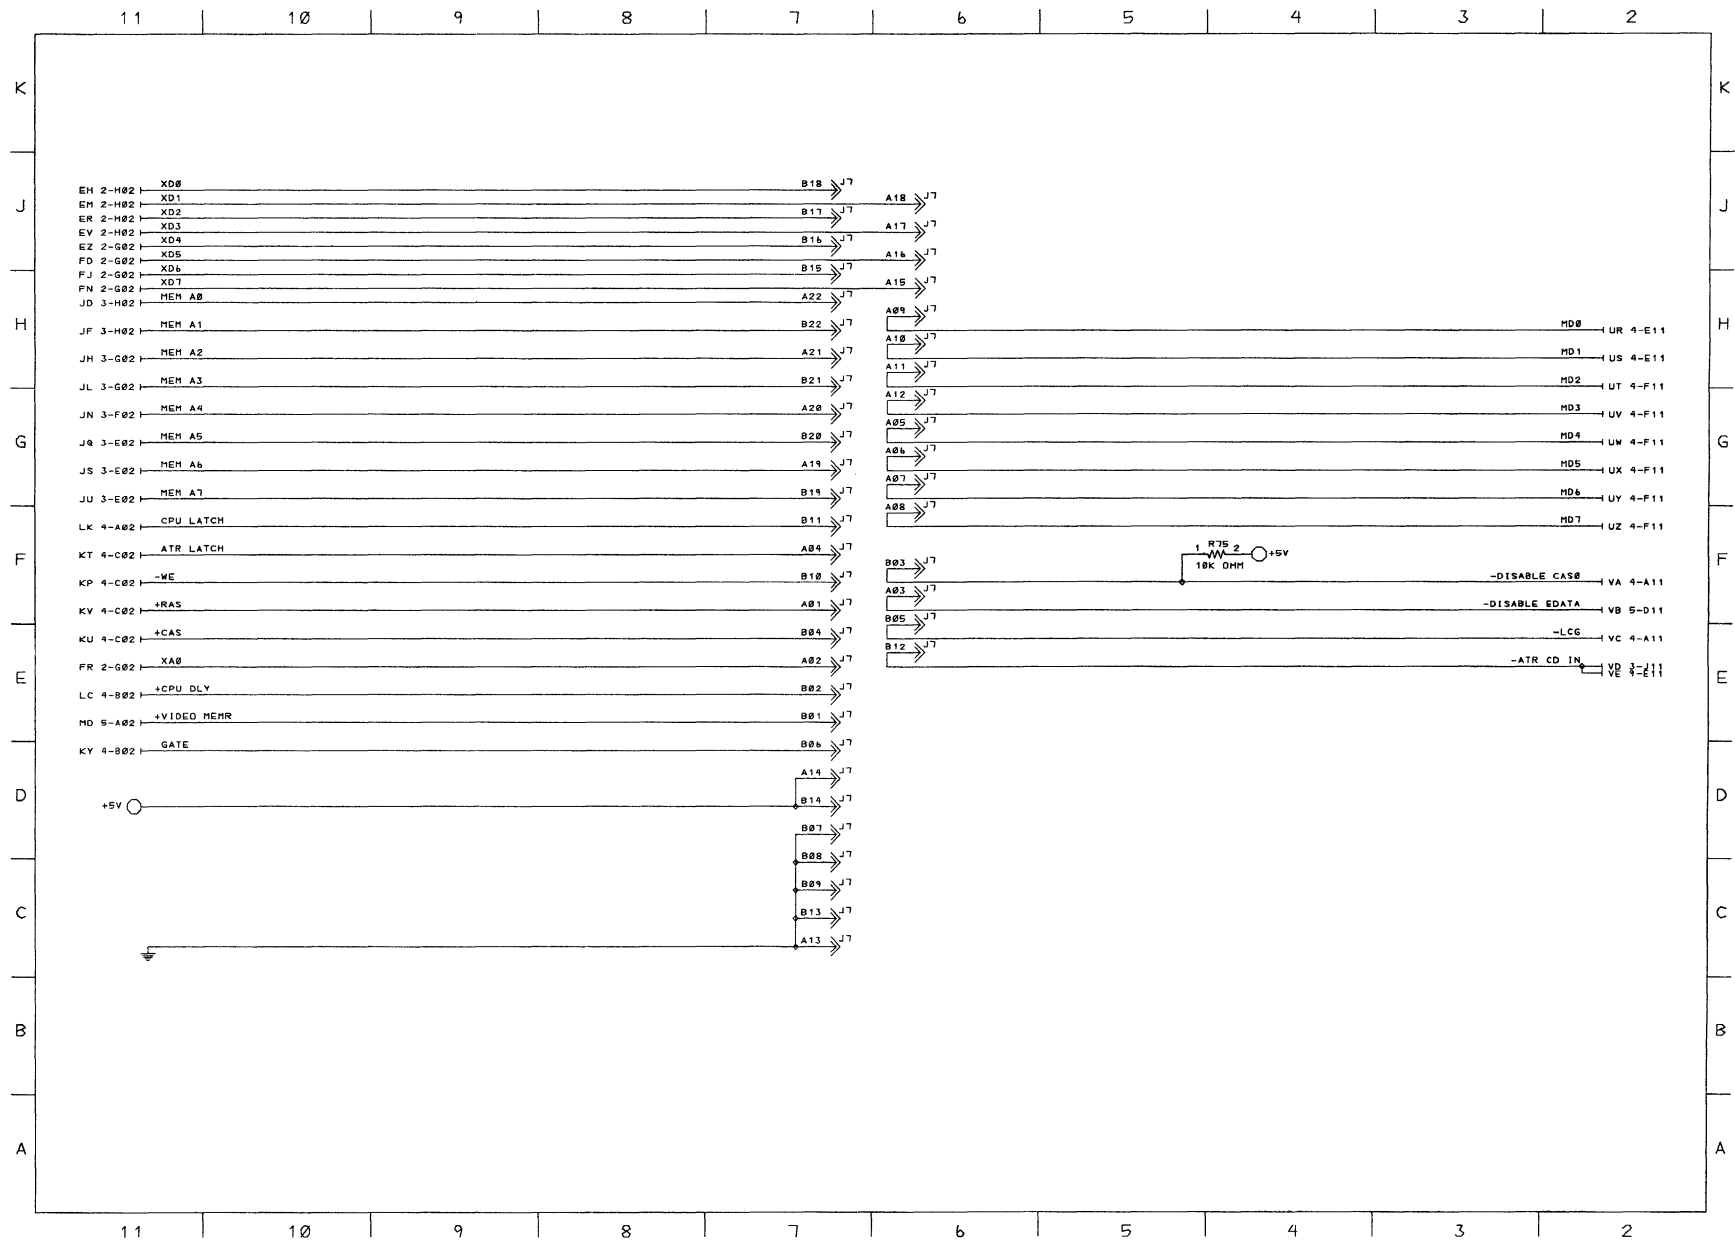 11 10 9 8 7 6 5 4 3 2
K K
EH 2-H02 XD0 B18 J7
EM 2-H02 XD1 A18 J7
J J
ER 2-H02 XD2 B17 J7
EV 2-H02 XD3 A17 J7
EZ 2-G02 XD4 B16 J7
FD 2-G02 XD5 A16 J7
FJ 2-G02 XD6 B15 J7
FN 2-G02 XD7 A15 J7
JD 3-H02 MEM A0 A22 J7
A09 J7
H H
JF 3-H02 MEM A1 B22 J7 MD0 UR 4-E11
A10 J7
JH 3-G02 MEM A2 A21 J7 MD1 US 4-E11
A11 J7
JL 3-G02 MEM A3 B21 J7 MD2 UT 4-F11
A12 J7
JN 3-F02 MEM A4 A20 J7 MD3 UV 4-F11
A05 J7
G G
JQ 3-E02 MEM A5 B20 J7 MD4 UW 4-F11
A06 J7
JS 3-E02 MEM A6 A19 J7 MD5 UX 4-F11
A07 J7
JU 3-E02 MEM A7 B19 J7 MD6 UY 4-F11
A08 J7
LK 4-A02 CPU LATCH B11 J7 MD7 UZ 4-F11
KT 4-C02 ATR LATCH A04 J7 1 R75 2 +5V
F F
10K OHM
B03 J7
KP 4-C02 -WE B10 J7 -DISABLE CAS0 VA 4-A11
A03 J7
KV 4-C02 +RAS A01 J7 -DISABLE EDATA VB 5-D11
B05 J7
KU 4-C02 +CAS B04 J7 -LCG VC 4-A11
B12 J7
FR 2-G02 XA0 A02 J7 -ATR CD IN VD 3-J11
VE 4-E11
E E
LC 4-B02 +CPU DLY B02 J7
MD 5-A02 +VIDEO MEMR B01 J7
KY 4-B02 GATE B06 J7
A14 J7
D D
+5V B14 J7
B07 J7
B08 J7
B09 J7
C C
B13 J7
A13 J7
B B
A A
11 10 9 8 7 6 5 4 3 2